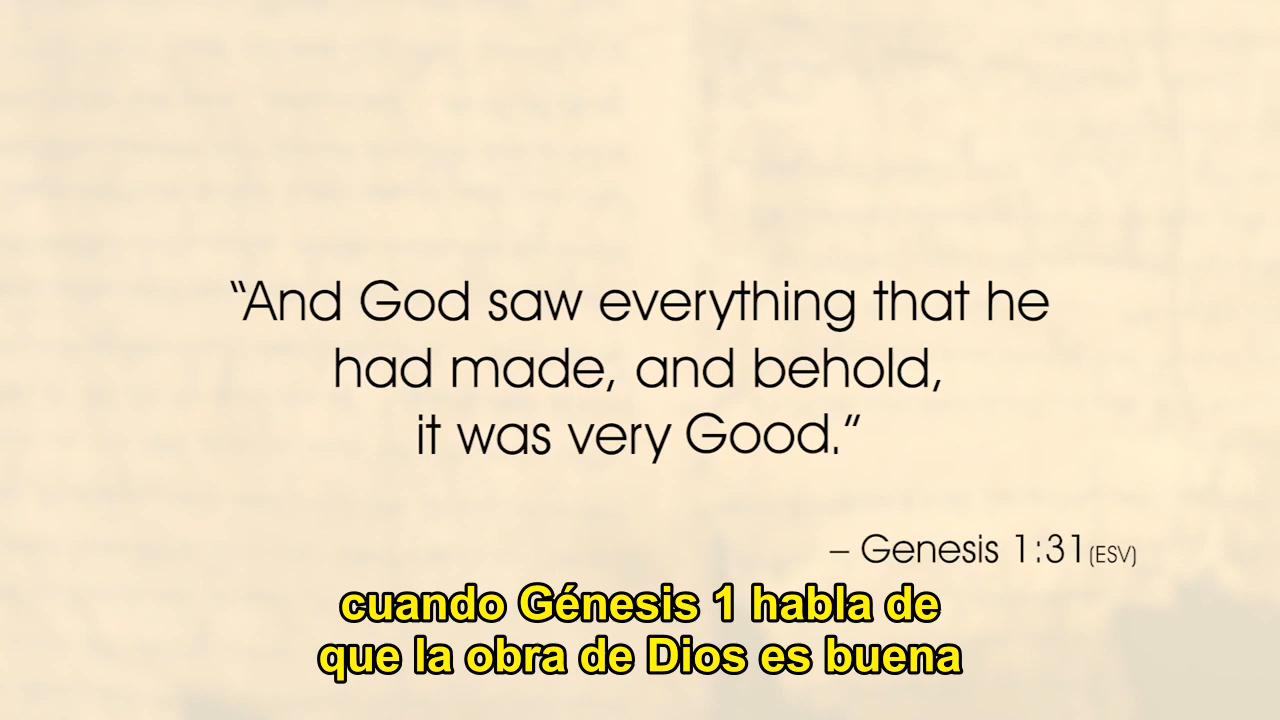 “And God saw everything that he
had made, and behold,
it was very Good.”
– Genesis 1:31(ESV)
cuando Génesis 1 habla de
que la obra de Dios es buena